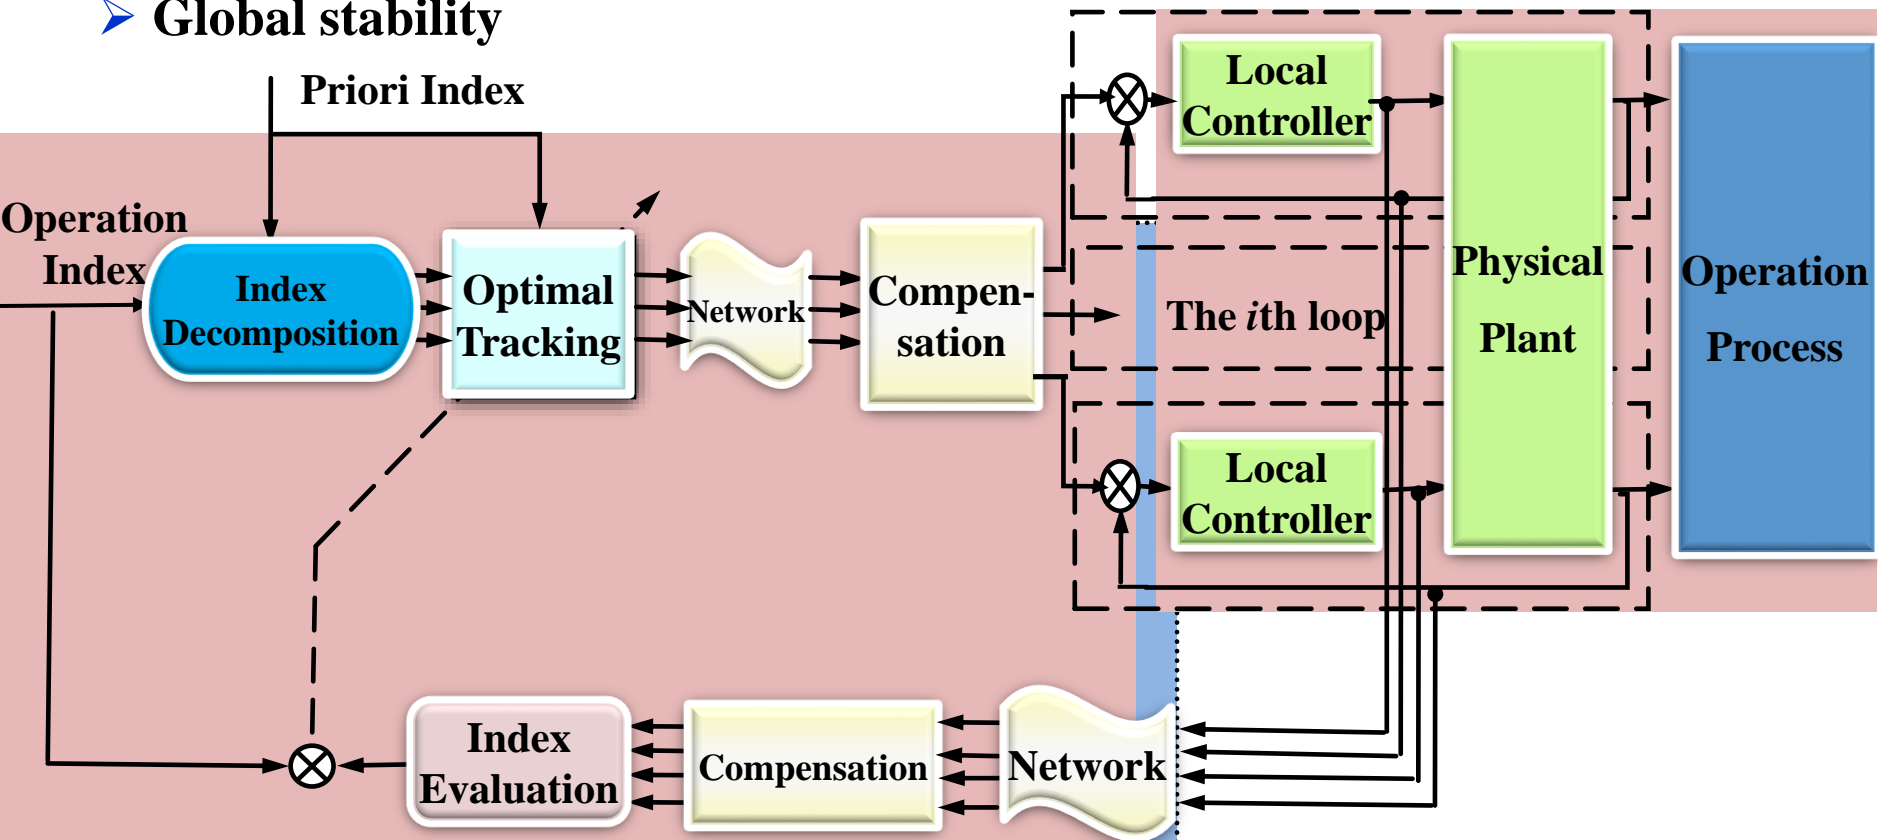 ➢ Global stability
Priori Index
Operation
Index
Index
Decomposition
Optimal
Tracking
Network
Compen-
sation
Local
Controller
The ith loop
Local
Controller
Physical
Plant
Operation
Process
Index
Evaluation
Compensation
Network